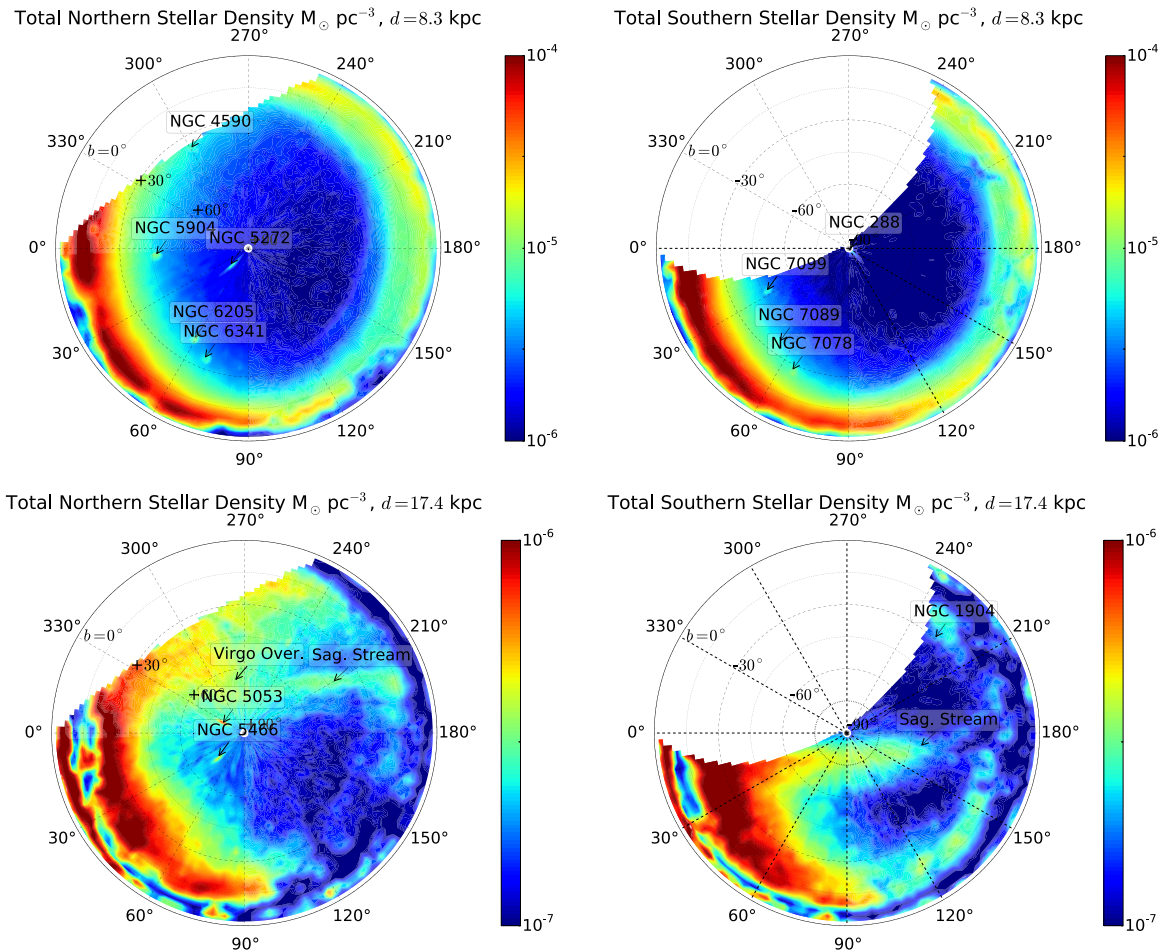 Total Northern Stellar Density M⊙ pc⁻³, d=8.3 kpc
270°
300°
240°
330°
210°
0°
180°
30°
150°
60°
120°
90°
b=0°
+30°
+60°
NGC 4590
NGC 5904
NGC 5272
NGC 6205
NGC 6341
10⁻⁴
10⁻⁵
10⁻⁶
Total Southern Stellar Density M⊙ pc⁻³, d=8.3 kpc
270°
300°
240°
330°
210°
0°
180°
30°
150°
60°
120°
90°
b=0°
-30°
-60°
NGC 288
NGC 7099
NGC 7089
NGC 7078
10⁻⁴
10⁻⁵
10⁻⁶
Total Northern Stellar Density M⊙ pc⁻³, d=17.4 kpc
270°
300°
240°
330°
210°
0°
180°
30°
150°
60°
120°
90°
b=0°
+30°
+60°
Virgo Over.
Sag. Stream
NGC 5053
NGC 5466
10⁻⁶
10⁻⁷
Total Southern Stellar Density M⊙ pc⁻³, d=17.4 kpc
270°
300°
240°
330°
210°
0°
180°
30°
150°
60°
120°
90°
b=0°
-30°
-60°
-90°
NGC 1904
Sag. Stream
10⁻⁶
10⁻⁷